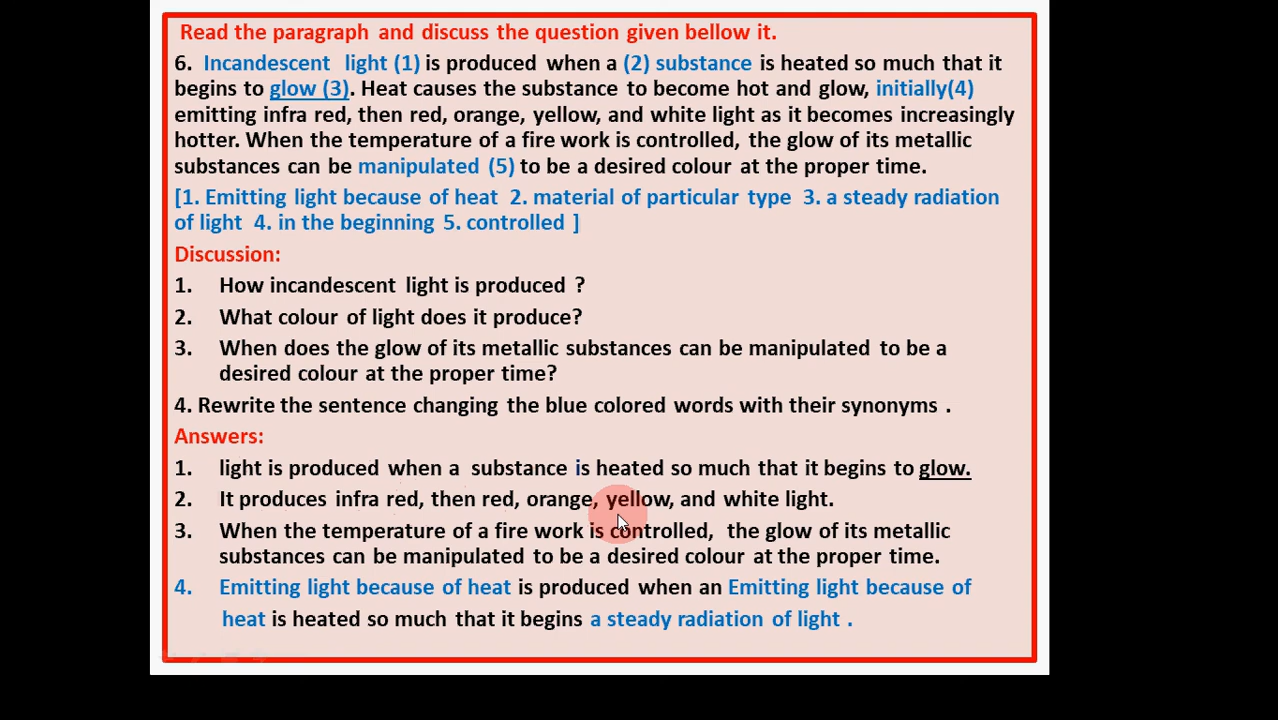 Read the paragraph and discuss the question given bellow it.
6. Incandescent light (1) is produced when a (2) substance is heated so much that it
begins to glow (3). Heat causes the substance to become hot and glow, initially(4)
emitting infra red, then red, orange, yellow, and white light as it becomes increasingly
hotter. When the temperature of a fire work is controlled, the glow of its metallic
substances can be manipulated (5) to be a desired colour at the proper time.
[1. Emitting light because of heat 2. material of particular type 3. a steady radiation
of light 4. in the beginning 5. controlled ]
Discussion:
1. How incandescent light is produced ?
2. What colour of light does it produce?
3. When does the glow of its metallic substances can be manipulated to be a
desired colour at the proper time?
4. Rewrite the sentence changing the blue colored words with their synonyms .
Answers:
1. light is produced when a substance is heated so much that it begins to glow.
2. It produces infra red, then red, orange, yellow, and white light.
3. When the temperature of a fire work is controlled, the glow of its metallic
substances can be manipulated to be a desired colour at the proper time.
4. Emitting light because of heat is produced when an Emitting light because of
heat is heated so much that it begins a steady radiation of light .